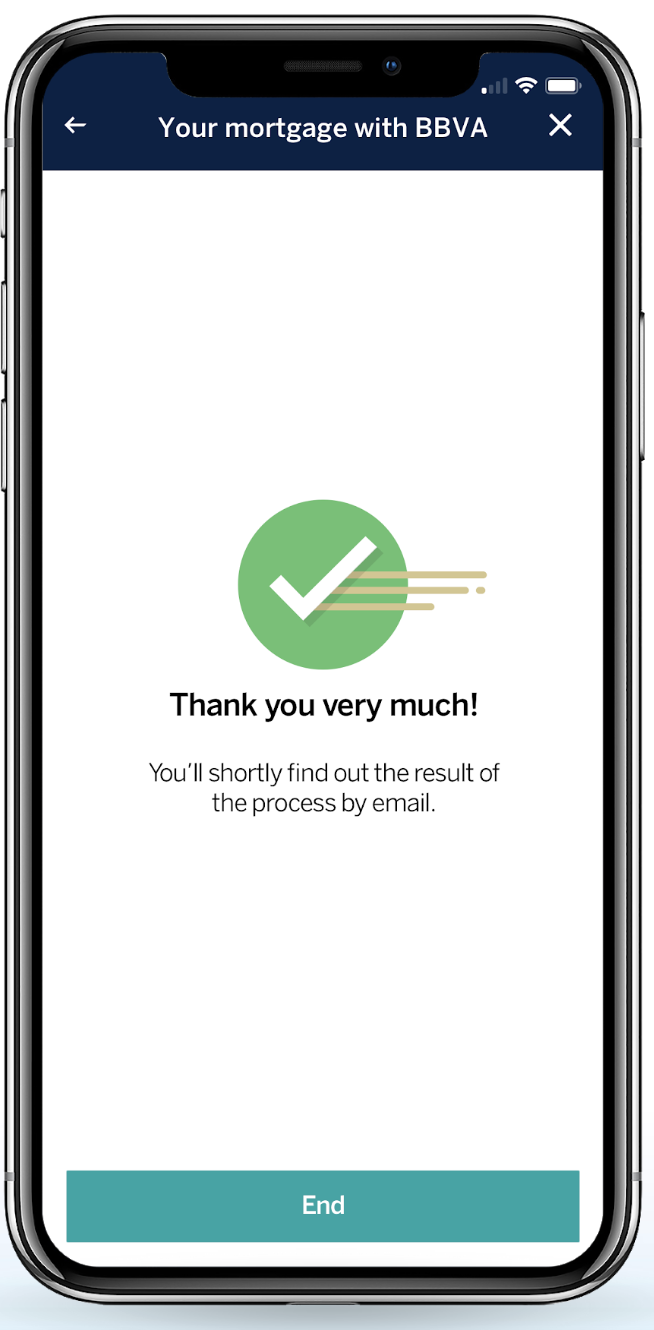 Your mortgage with BBVA
Thank you very much!
You'll shortly find out the result of
the process by email.
End